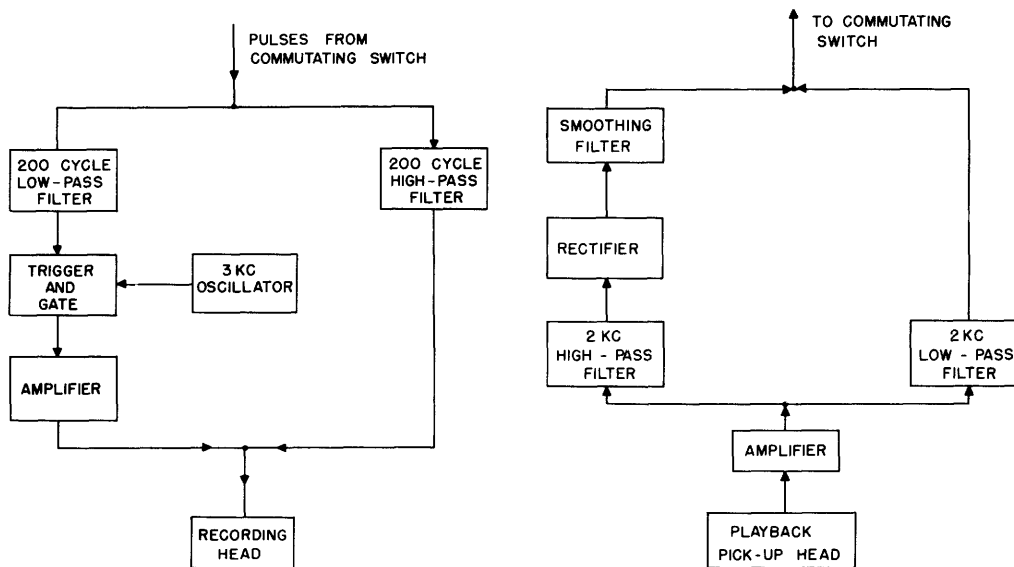 PULSES FROM
COMMUTATING SWITCH
200 CYCLE
LOW-PASS
FILTER
200 CYCLE
HIGH-PASS
FILTER
TRIGGER
AND
GATE
3 KC
OSCILLATOR
AMPLIFIER
RECORDING
HEAD
TO COMMUTATING
SWITCH
SMOOTHING
FILTER
RECTIFIER
2 KC
HIGH - PASS
FILTER
2 KC
LOW - PASS
FILTER
AMPLIFIER
PLAYBACK
PICK-UP HEAD